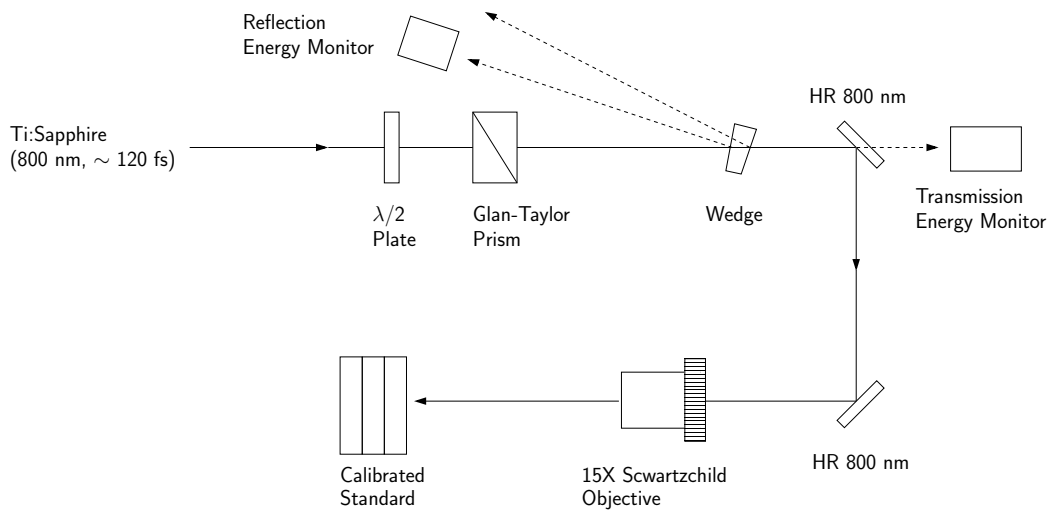 Reflection
Energy Monitor
HR 800 nm
Ti:Sapphire
(800 nm, ∼ 120 fs)
λ/2
Plate
Glan-Taylor
Prism
Wedge
Transmission
Energy Monitor
HR 800 nm
Calibrated
Standard
15X Scwartzchild
Objective